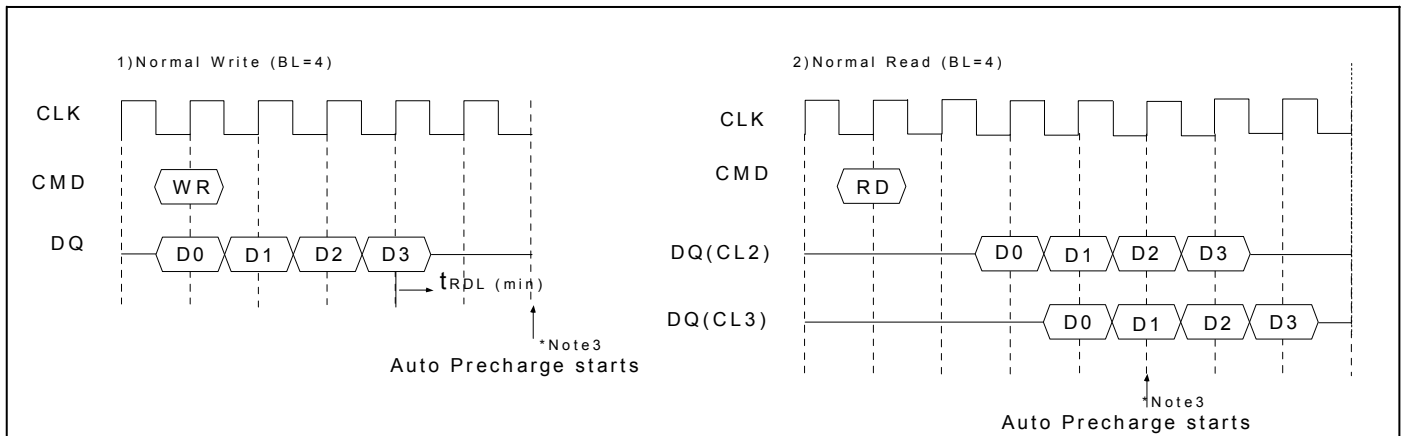 1)Normal Write (BL=4)
CLK
CMD
WR
DQ
D0 D1 D2 D3
tRDL (min)
*Note3
Auto Precharge starts
2)Normal Read (BL=4)
CLK
CMD
RD
DQ(CL2)
D0 D1 D2 D3
DQ(CL3)
D0 D1 D2 D3
*Note3
Auto Precharge starts